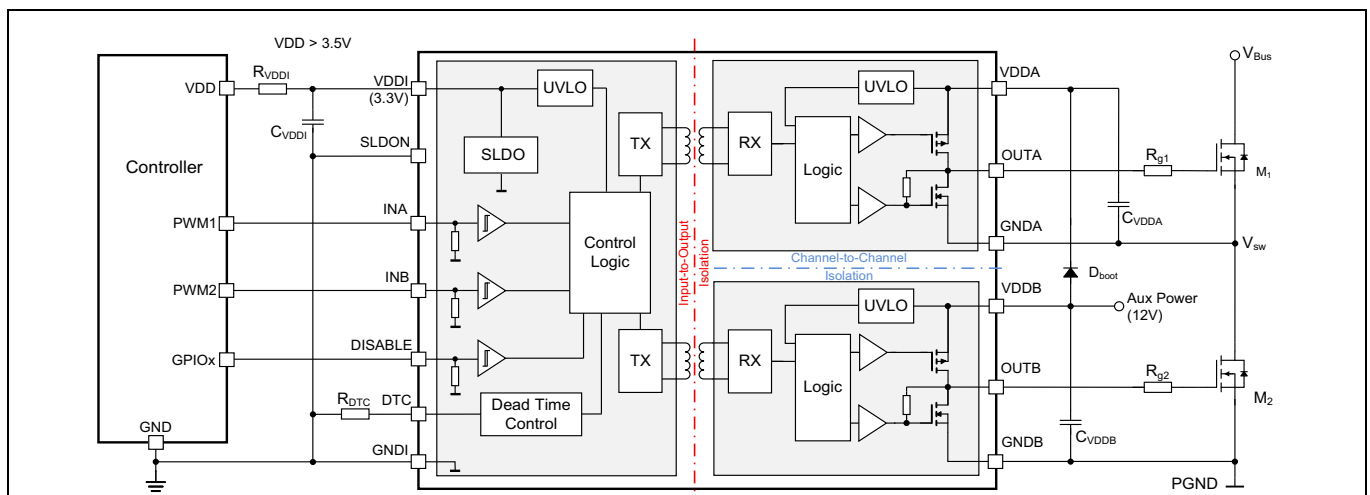 VDD > 3.5V
Controller
VDD
PWM1
PWM2
GPIOx
GND
RVDDI
CVDDI
RDTC
VDDI
(3.3V)
SLDON
INA
INB
DISABLE
DTC
GNDI
UVLO
SLDO
TX
Control
Logic
TX
Dead Time
Control
Input-to-Output
Isolation
Channel-to-Channel
Isolation
RX
Logic
UVLO
RX
Logic
UVLO
VDDA
OUTA
GNDA
VDDB
OUTB
GNDB
VBus
Rg1
M1
CVDDA
Vsw
Dboot
Aux Power
(12V)
Rg2
M2
CVDDB
PGND